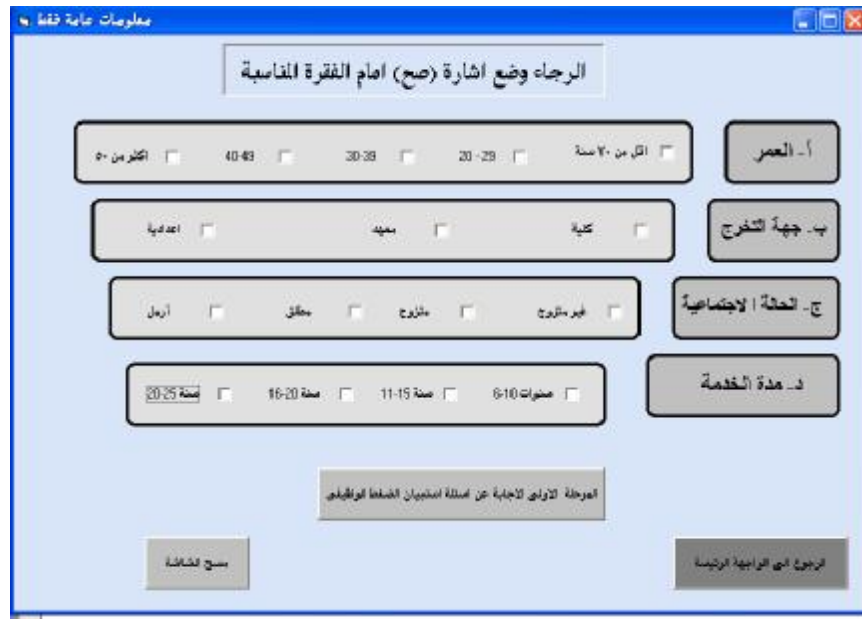 معلومات عامة فقط
الرجاء وضع اشارة (صح) امام الفقرة المناسبة
أ- العمر
اقل من ٢٠ سنة 20-29 30-39 40-49 اكثر من ٥٠
ب- جهة التخرج
كلية معهد اعدادية
ج- الحالة الاجتماعية
غير متزوج متزوج مطلق أرمل
د- مدة الخدمة
6-10 سنوات 11-15 سنة 16-20 سنة 20-25 سنة
المرحلة الاولى الاجابة عن اسئلة استبيان الضغط الوظيفي
مسح الشاشة
الرجوع الى الواجهة الرئيسة